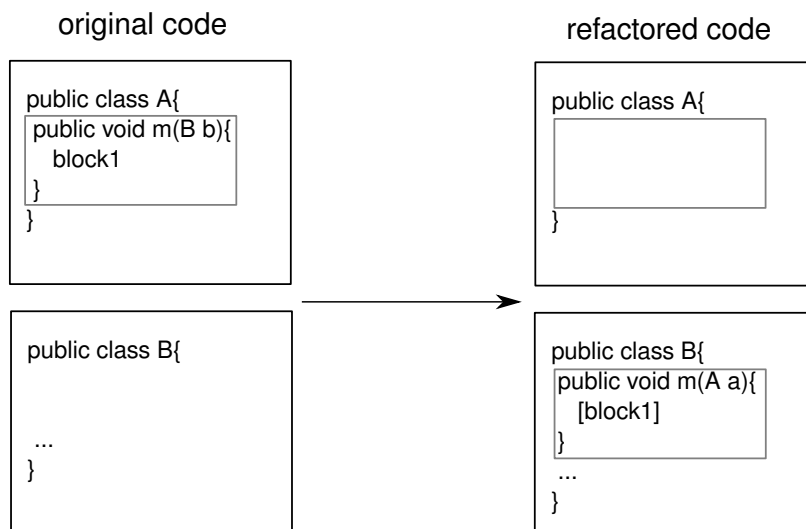 original code
public class A{
public void m(B b){
block1
}
}
public class B{
...
}
refactored code
public class A{
}
public class B{
public void m(A a){
[block1]
}
...
}